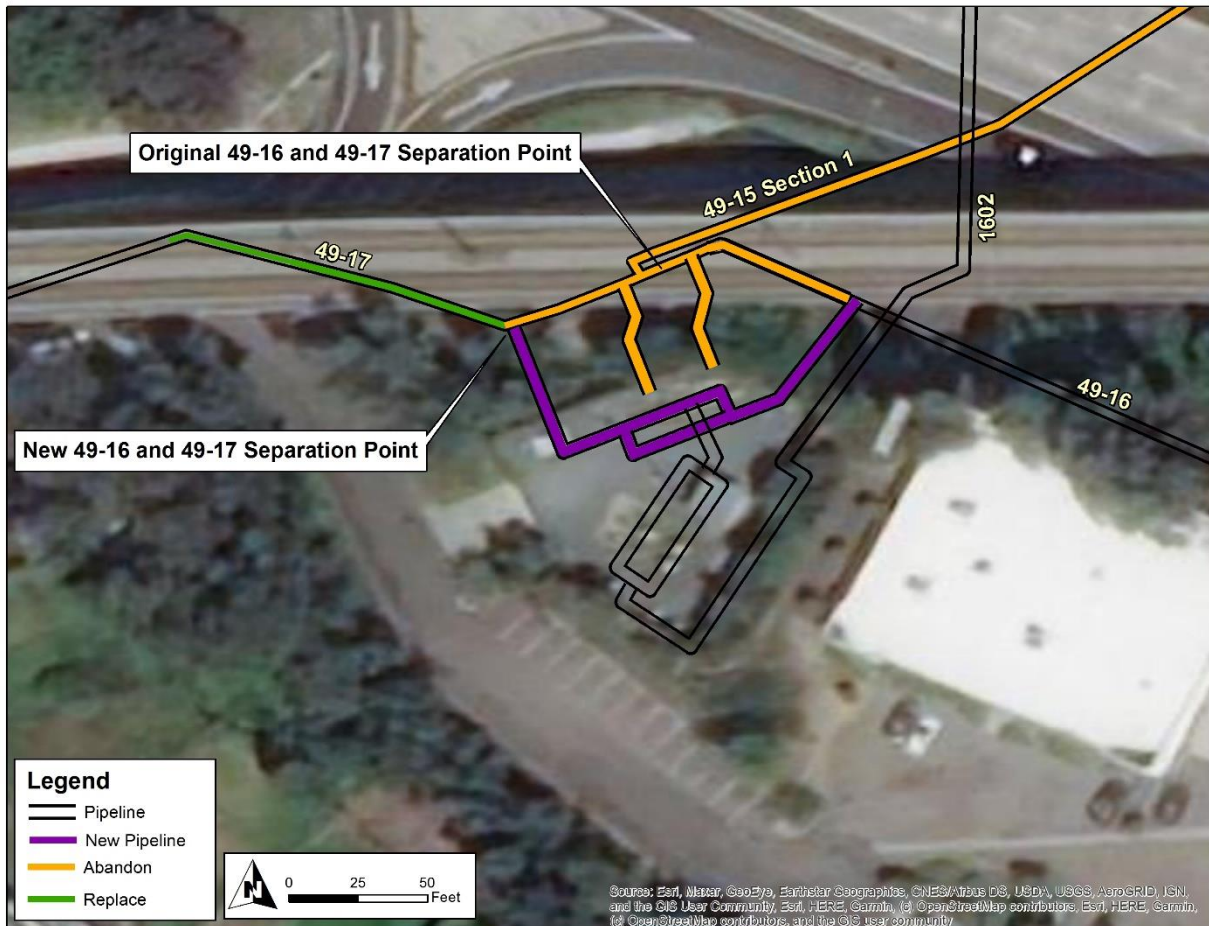 Original 49-16 and 49-17 Separation Point
49-15 Section 1
1602
49-17
49-16
New 49-16 and 49-17 Separation Point
Legend
Pipeline
New Pipeline
Abandon
Replace
N
0 25 50
Feet
Source: Esri, Maxar, GeoEye, Earthstar Geographics, CNES/Airbus DS, USDA, USGS, AeroGRID, IGN,
and the GIS User Community, Esri, HERE, Garmin, (c) OpenStreetMap contributors, Esri, HERE, Garmin,
(c) OpenStreetMap contributors, and the GIS user community